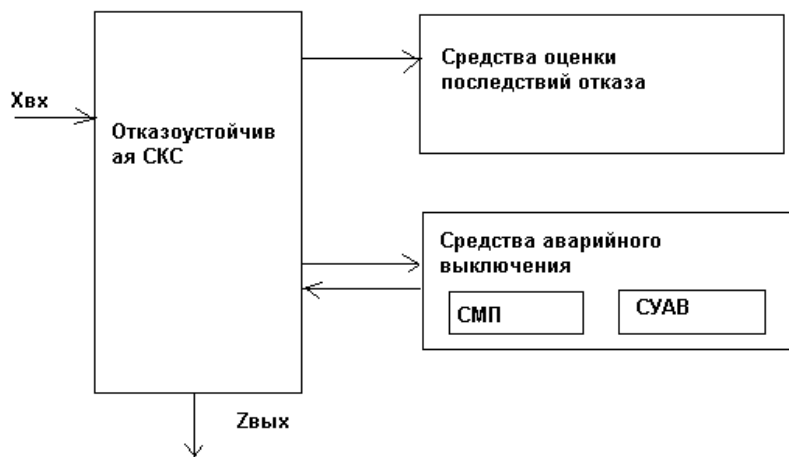 Средства оценки
последствий отказа
Хвх
Отказоустойчив
ая СКС
Средства аварийного
выключения
СМП
СУАВ
Zвых